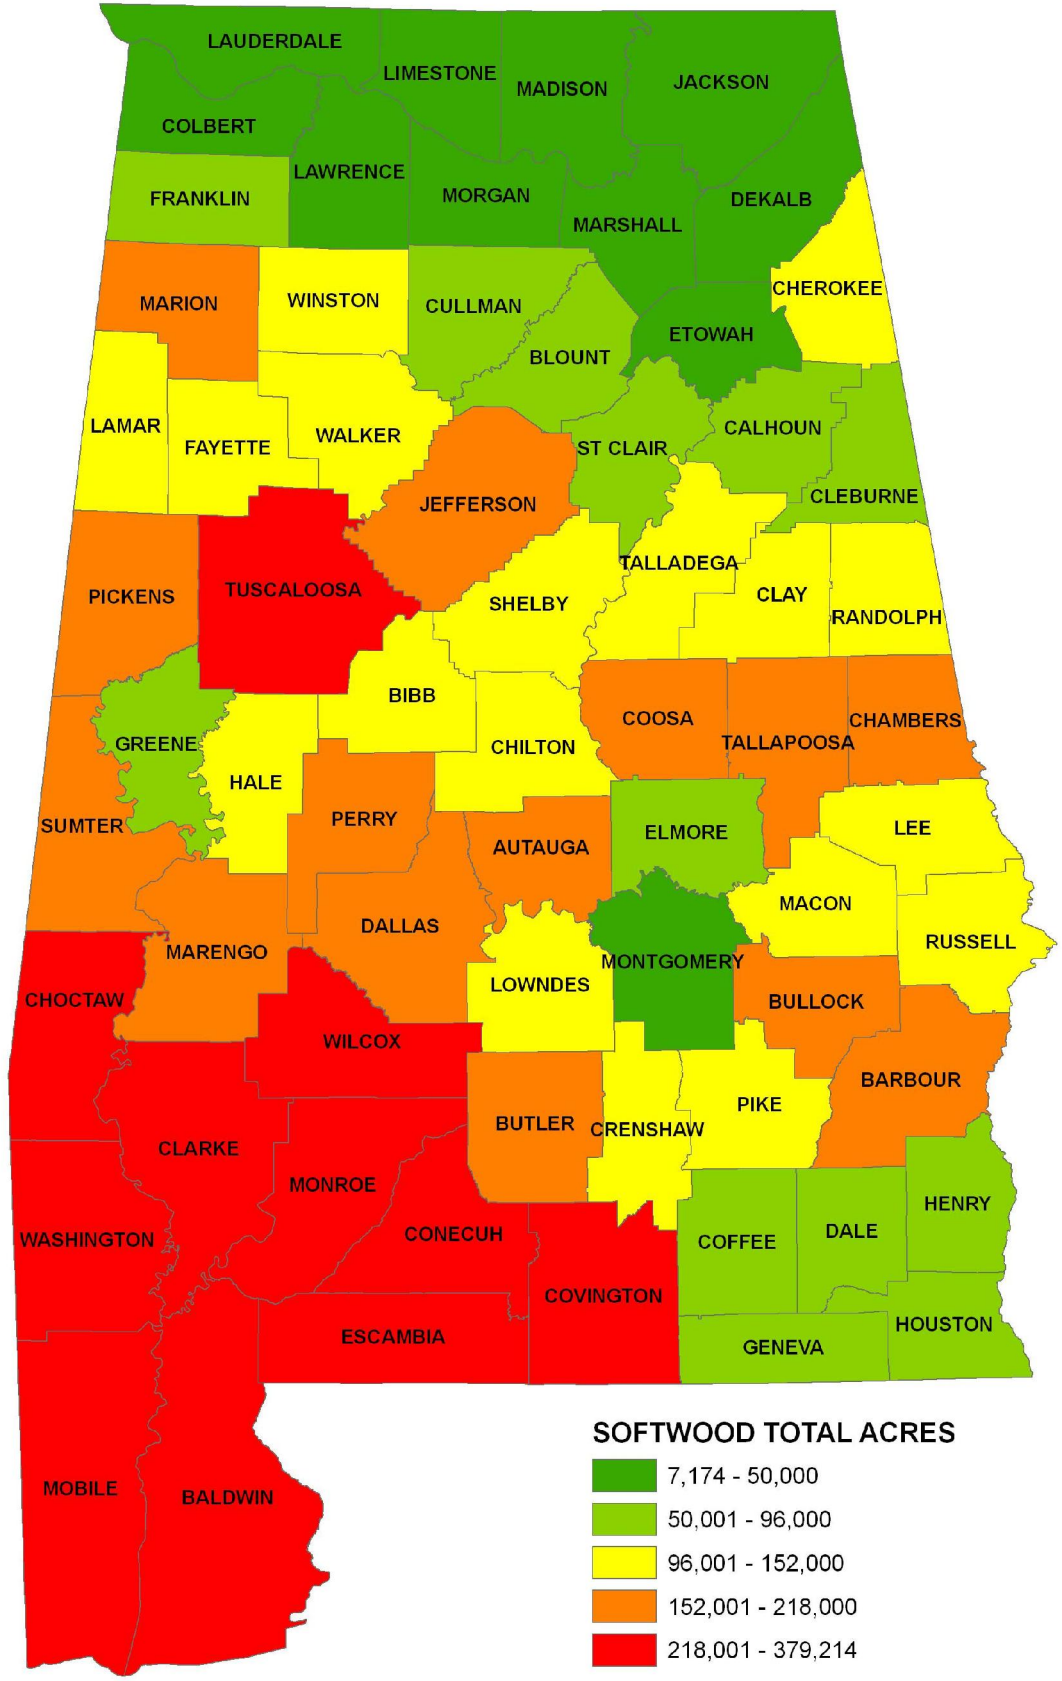 LAUDERDALE
LIMESTONE
MADISON
JACKSON
COLBERT
LAWRENCE
FRANKLIN
MORGAN
DEKALB
MARSHALL
CHEROKEE
MARION
WINSTON
CULLMAN
ETOWAH
BLOUNT
LAMAR
FAYETTE
WALKER
ST CLAIR
CALHOUN
CLEBURNE
JEFFERSON
TALLADEGA
PICKENS
TUSCALOOSA
SHELBY
CLAY
RANDOLPH
BIBB
COOSA
CHAMBERS
GREENE
CHILTON
TALLAPOOSA
HALE
SUMTER
PERRY
AUTAUGA
ELMORE
LEE
MACON
DALLAS
MARENGO
RUSSELL
MONTGOMERY
LOWNDES
CHOCTAW
BULLOCK
WILCOX
BARBOUR
PIKE
BUTLER
CRENSHAW
CLARKE
MONROE
HENRY
WASHINGTON
CONECUH
COFFEE
DALE
COVINGTON
ESCAMBIA
HOUSTON
GENEVA
MOBILE
BALDWIN
SOFTWOOD TOTAL ACRES
7,174 - 50,000
50,001 - 96,000
96,001 - 152,000
152,001 - 218,000
218,001 - 379,214